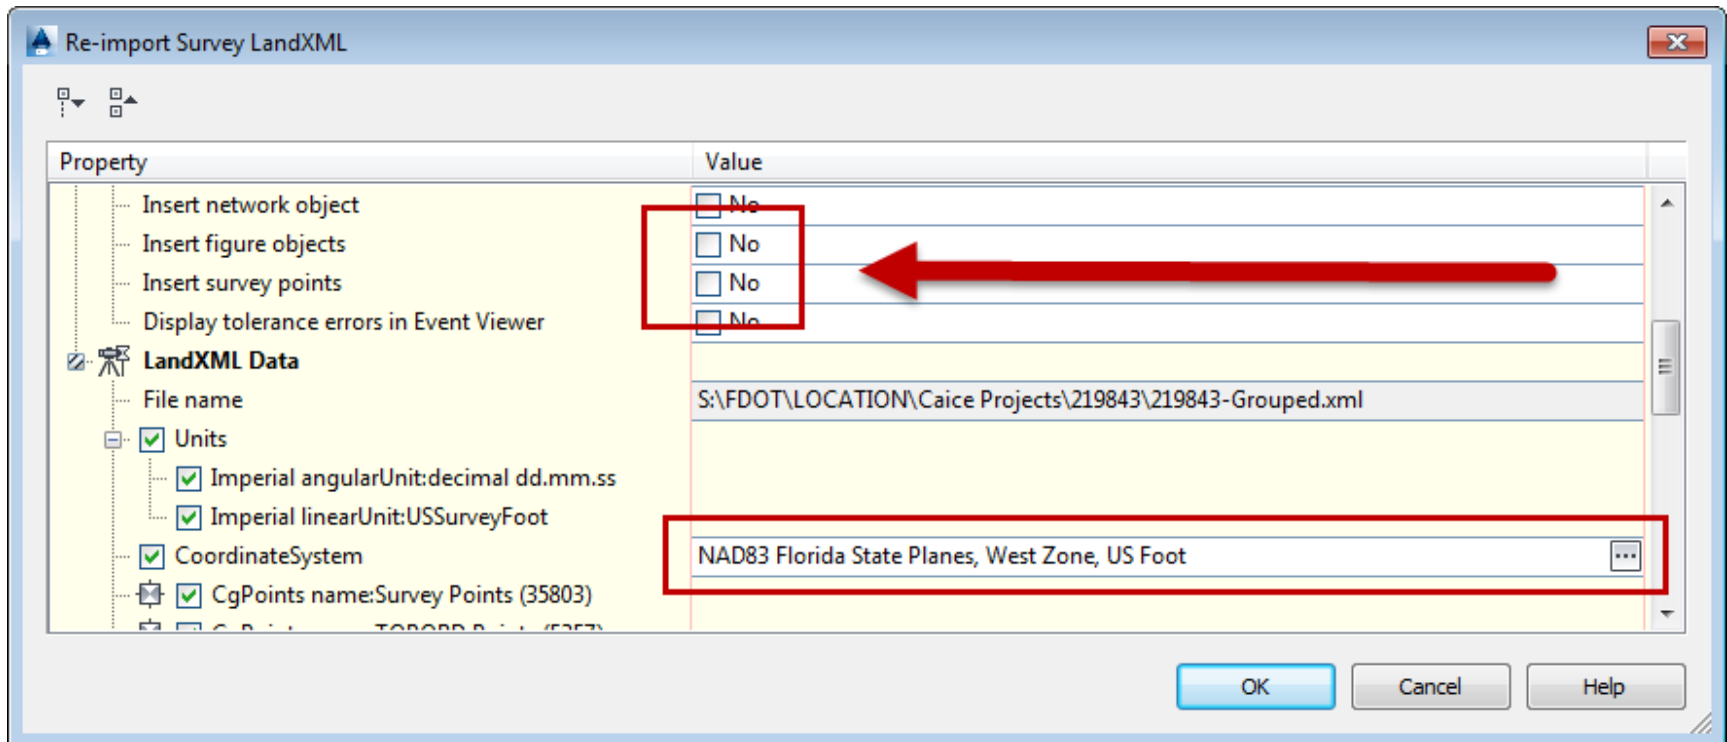 Re-import Survey LandXML
Property Value
Insert network object No
Insert figure objects No
Insert survey points No
Display tolerance errors in Event Viewer No
LandXML Data
File name S:\FDOT\LOCATION\Caice Projects\219843\219843-Grouped.xml
Units
Imperial angularUnit:decimal dd.mm.ss
Imperial linearUnit:USSurveyFoot
CoordinateSystem NAD83 Florida State Planes, West Zone, US Foot ...
CgPoints name:Survey Points (35803)
OK Cancel Help